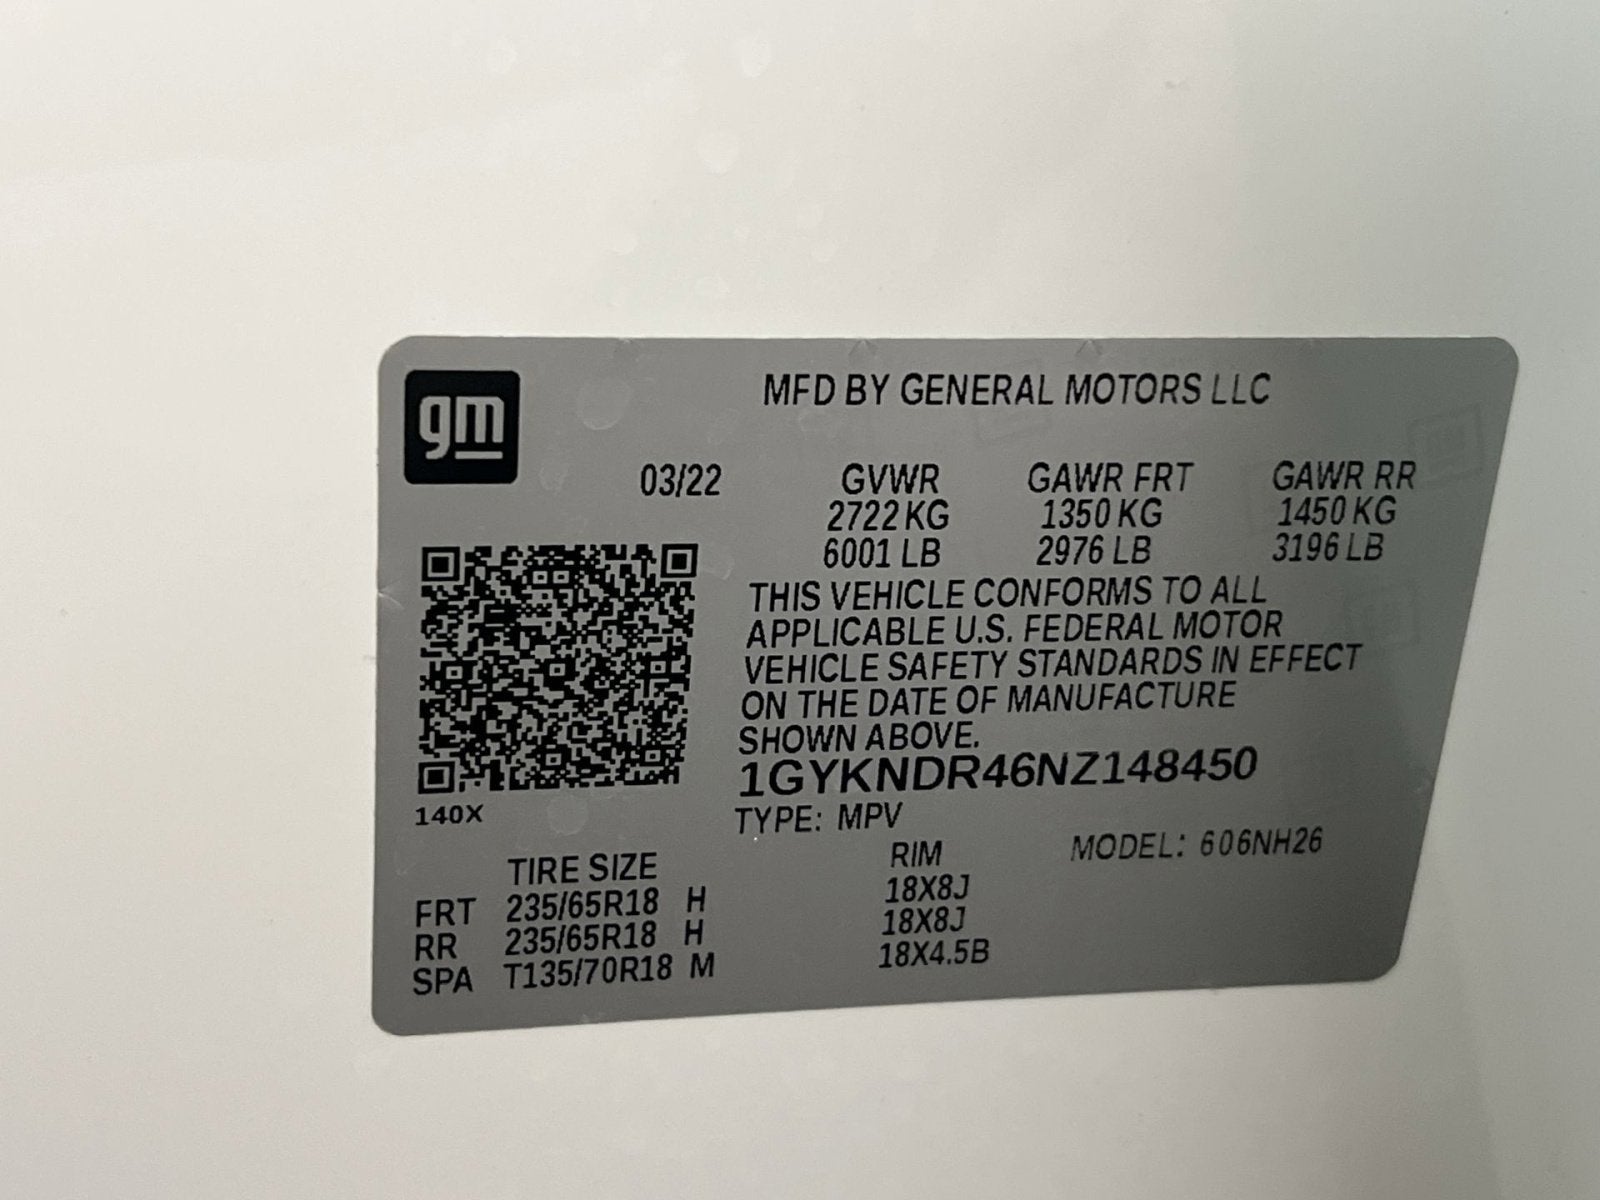 gm
MFD BY GENERAL MOTORS LLC
03/22 GVWR GAWR FRT GAWR RR
2722 KG 1350 KG 1450 KG
6001 LB 2976 LB 3196 LB
THIS VEHICLE CONFORMS TO ALL
APPLICABLE U.S. FEDERAL MOTOR
VEHICLE SAFETY STANDARDS IN EFFECT
ON THE DATE OF MANUFACTURE
SHOWN ABOVE.
1GYKNDR46NZ148450
140X
TYPE: MPV
MODEL: 606NH26
TIRE SIZE RIM
FRT 235/65R18 H 18X8J
RR 235/65R18 H 18X8J
SPA T135/70R18 M 18X4.5B